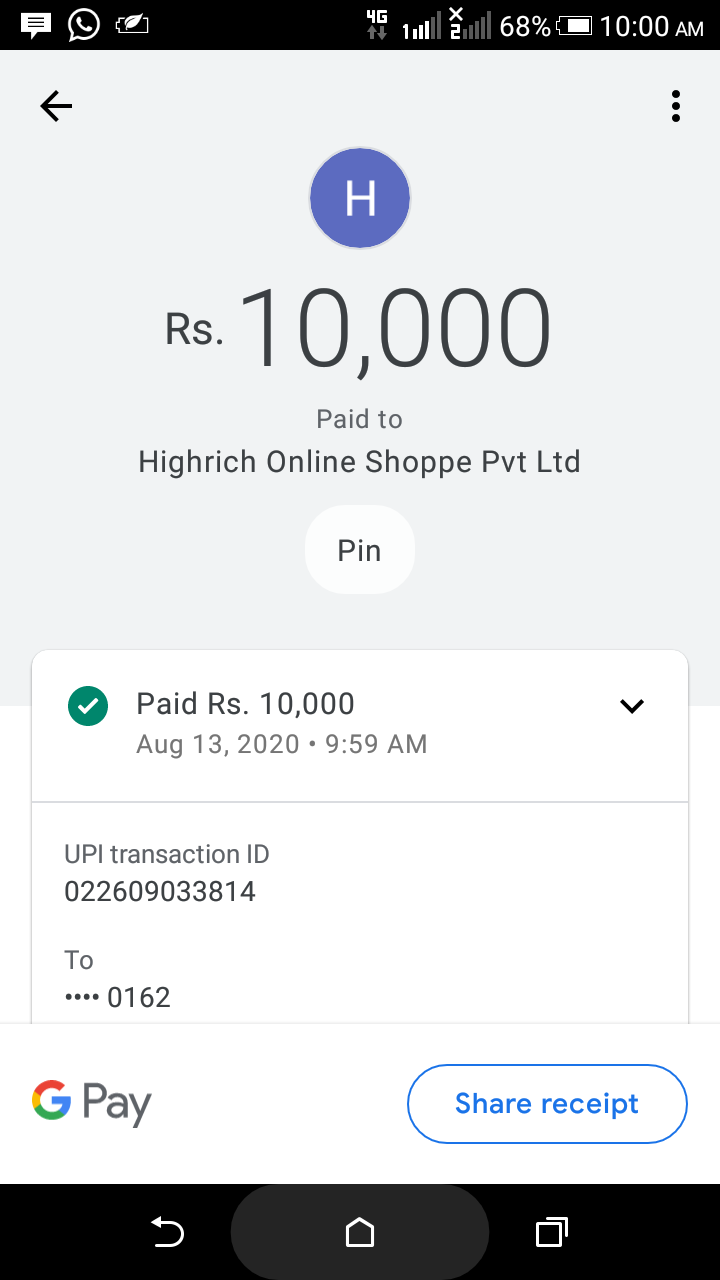 4G 1 2 68% 10:00 AM
H
Rs. 10,000
Paid to
Highrich Online Shoppe Pvt Ltd
Pin
Paid Rs. 10,000
Aug 13, 2020 • 9:59 AM
UPI transaction ID
022609033814
To
•••• 0162
G Pay
Share receipt